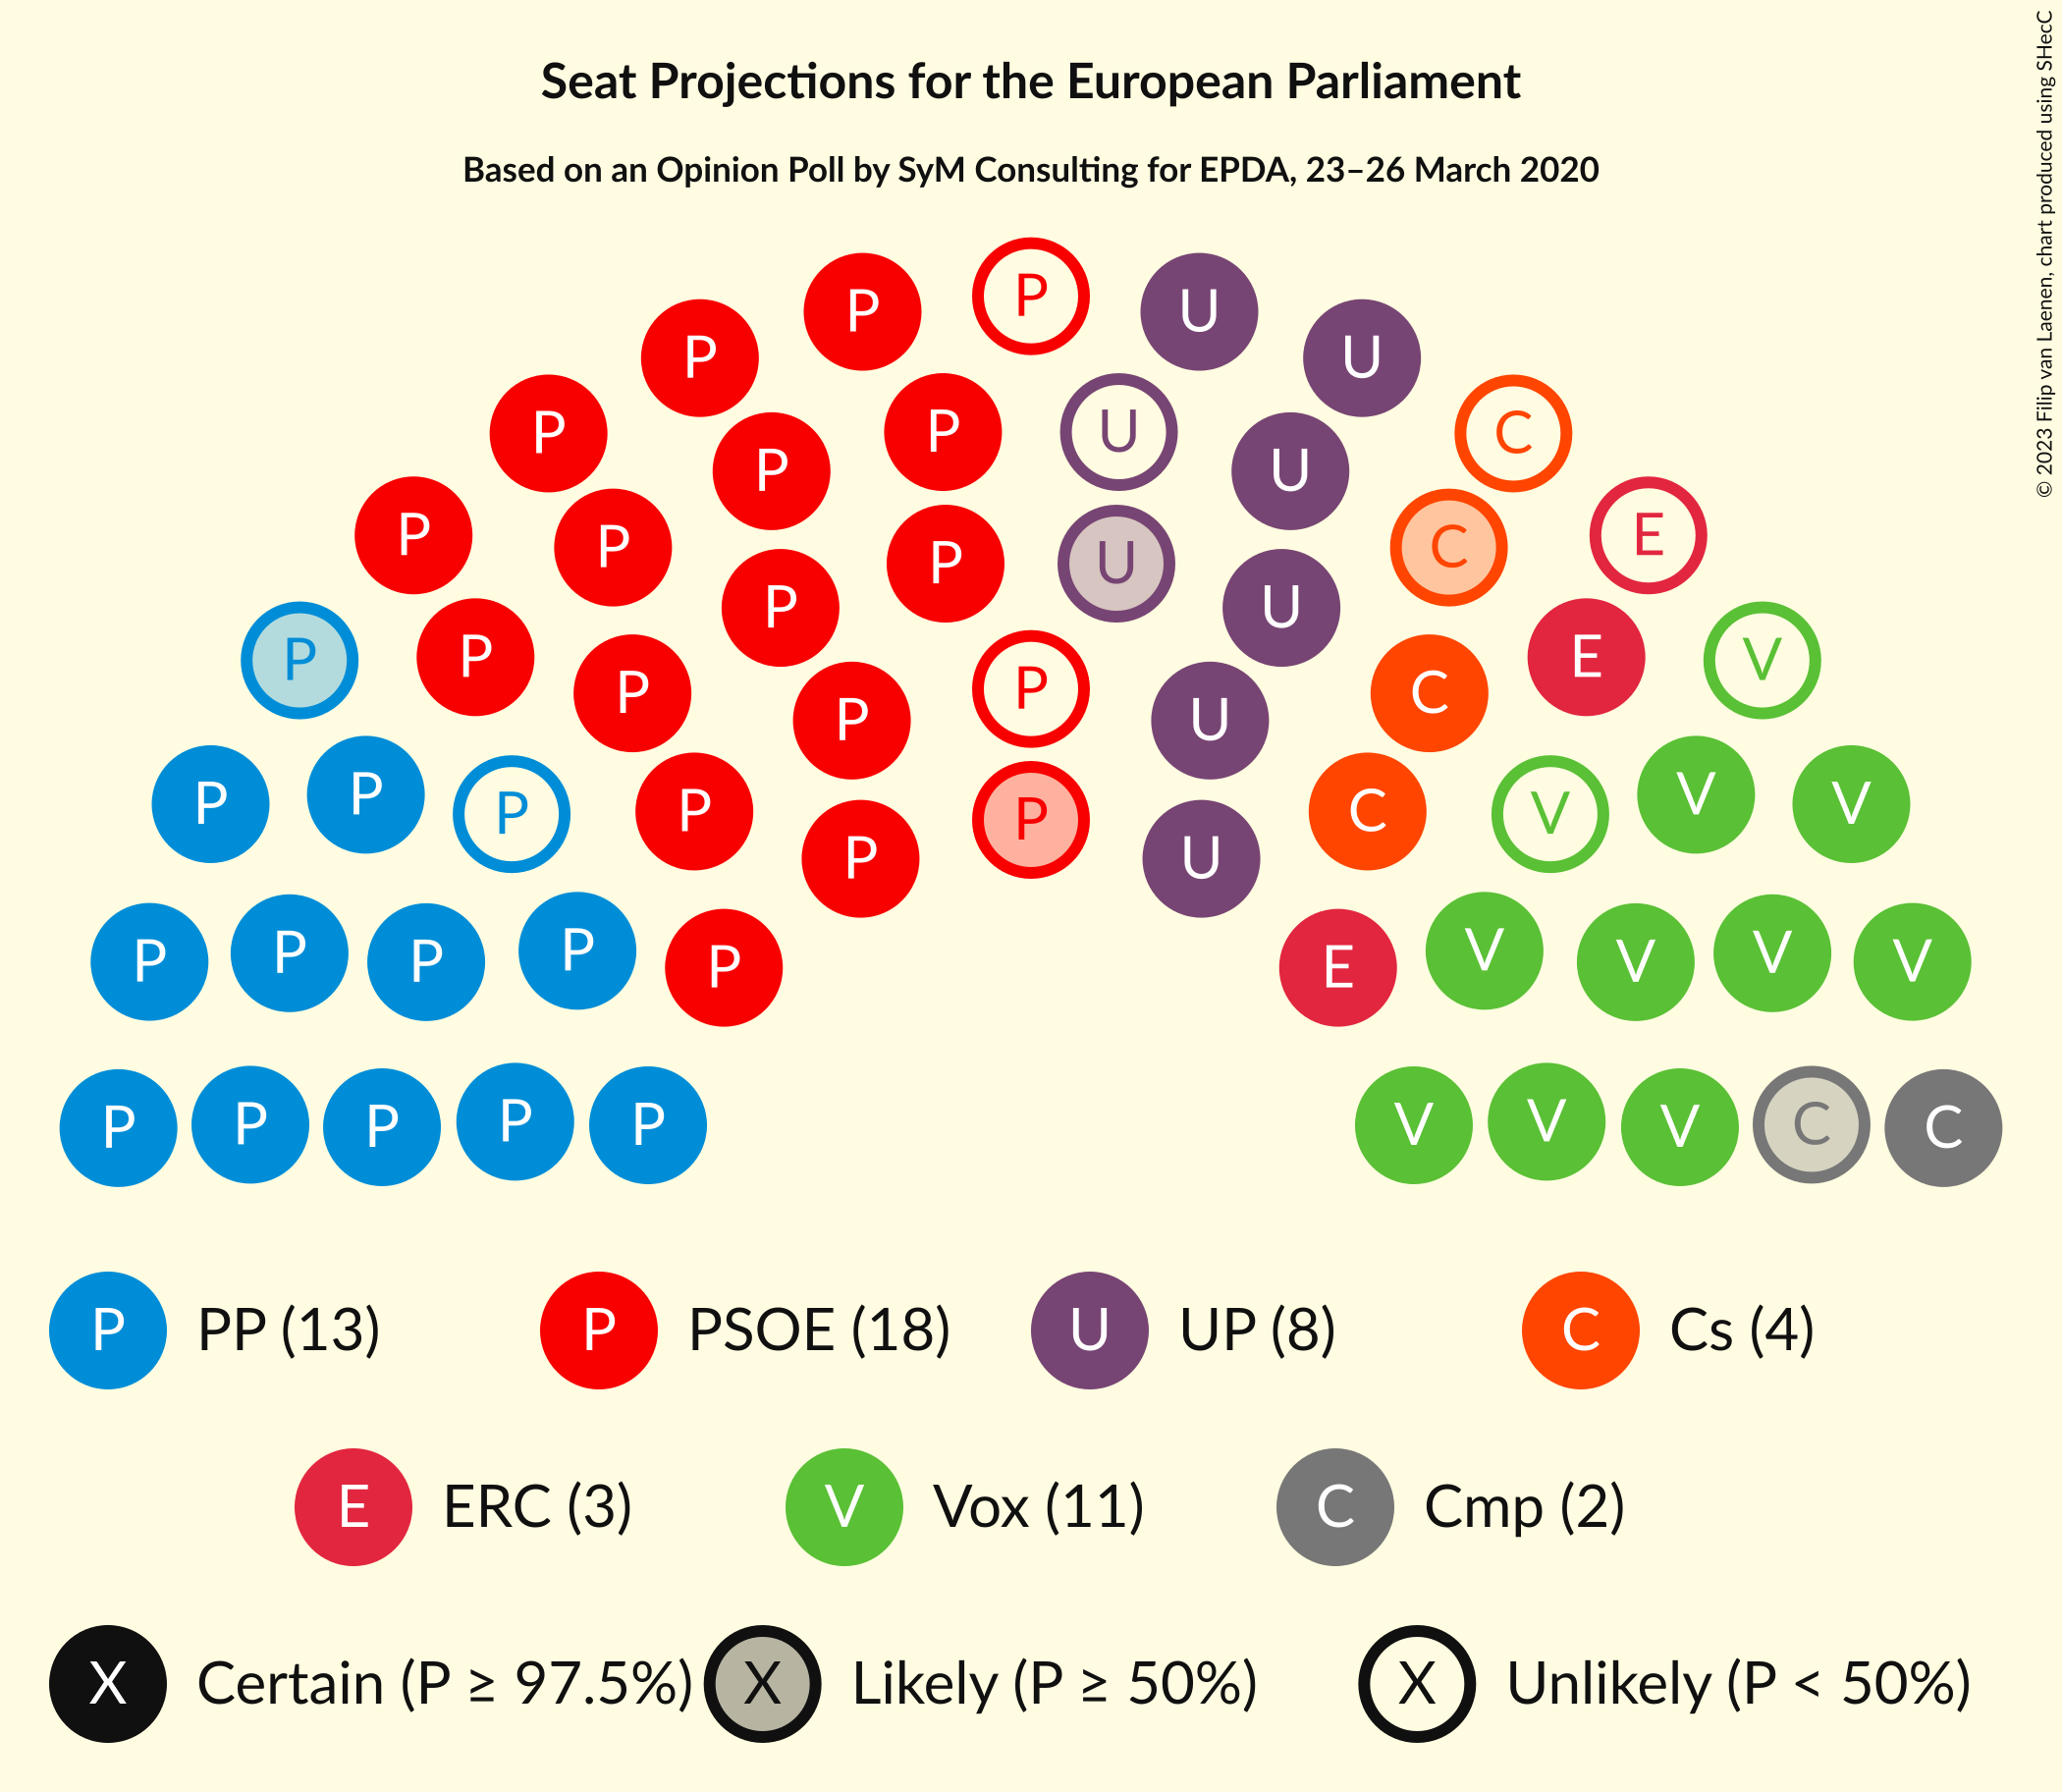 Seat Projections for the European Parliament
Based on an Opinion Poll by SyM Consulting for EPDA, 23–26 March 2020
© 2023 Filip van Laenen, chart produced using SHecC
P
P P U U
P P U U
P P U C
P P C E
P U
P P U E
P P V
P P C
P P U
P P P C V V V
P P U
P P P P P E V V V V
P P P P P V V V C C
P PP (13) P PSOE (18) U UP (8) C Cs (4)
E ERC (3) V Vox (11) C Cmp (2)
X Certain (P ≥ 97.5%) X Likely (P ≥ 50%) X Unlikely (P < 50%)